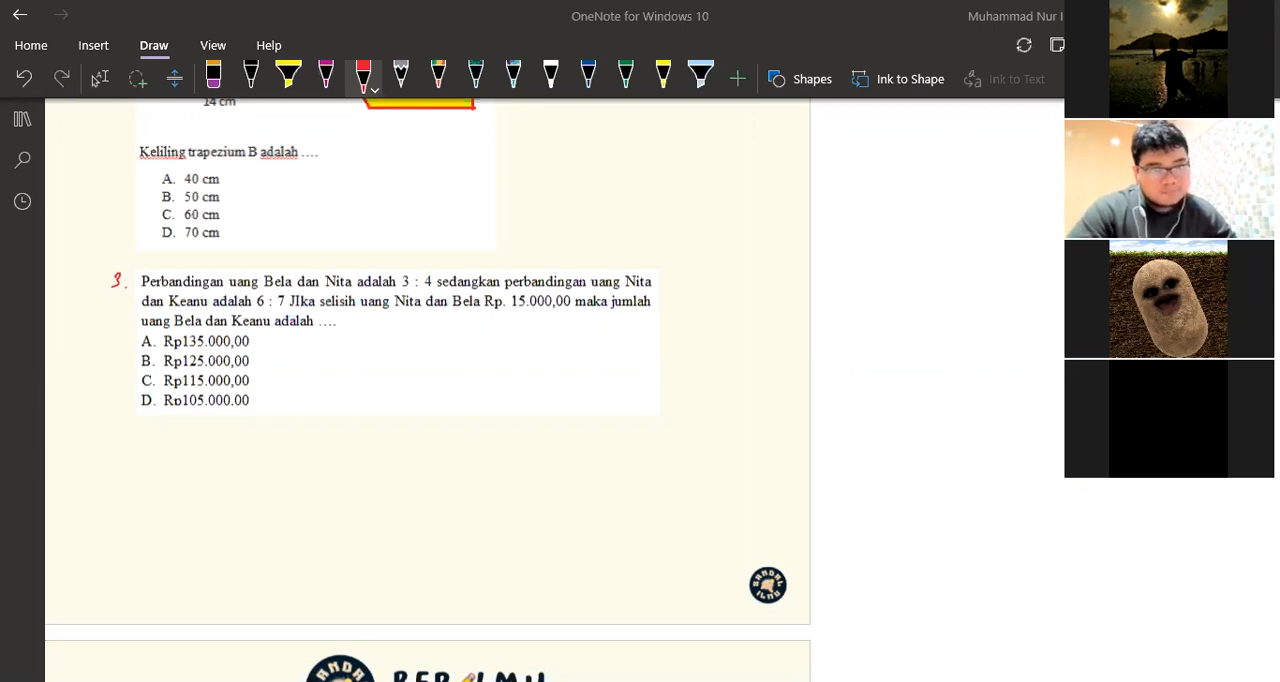 OneNote for Windows 10
Muhammad Nur I
Home Insert Draw View Help
Shapes Ink to Shape Ink to Text
14 cm
Keliling trapezium B adalah ....
A. 40 cm
B. 50 cm
C. 60 cm
D. 70 cm
3. Perbandingan uang Bela dan Nita adalah 3 : 4 sedangkan perbandingan uang Nita
dan Keanu adalah 6 : 7 JIka selisih uang Nita dan Bela Rp. 15.000,00 maka jumlah
uang Bela dan Keanu adalah ....
A. Rp135.000,00
B. Rp125.000,00
C. Rp115.000,00
D. Rp105.000.00
BANDAL
ILMU
ANDA
BERILMU